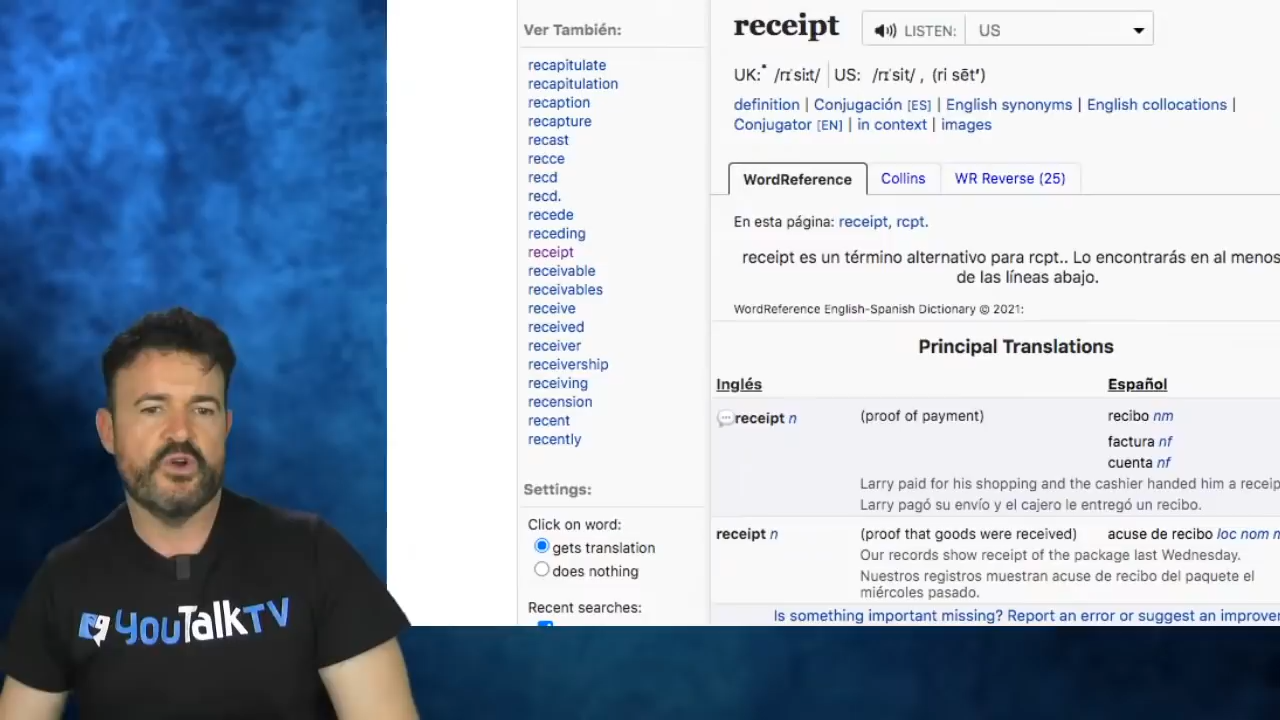 YouTalkTV
Ver También:
recapitulate
recapitulation
recaption
recapture
recast
recce
recd
recd.
recede
receding
receipt
receivable
receivables
receive
received
receiver
receivership
receiving
recension
recent
recently
Settings:
Click on word:
gets translation
does nothing
Recent searches:
receipt
LISTEN: US
UK:* /rɪˈsiːt/ US: /rɪˈsit/ , (ri sēt′)
definition | Conjugación [ES] | English synonyms | English collocations |
Conjugator [EN] | in context | images
WordReference Collins WR Reverse (25)
En esta página: receipt, rcpt.
receipt es un término alternativo para rcpt.. Lo encontrarás en al menos
de las líneas abajo.
WordReference English-Spanish Dictionary © 2021:
Principal Translations
Inglés Español
receipt n (proof of payment) recibo nm
factura nf
cuenta nf
Larry paid for his shopping and the cashier handed him a receip
Larry pagó su envío y el cajero le entregó un recibo.
receipt n (proof that goods were received) acuse de recibo loc nom
Our records show receipt of the package last Wednesday.
Nuestros registros muestran acuse de recibo del paquete el
miércoles pasado.
Is something important missing? Report an error or suggest an improve